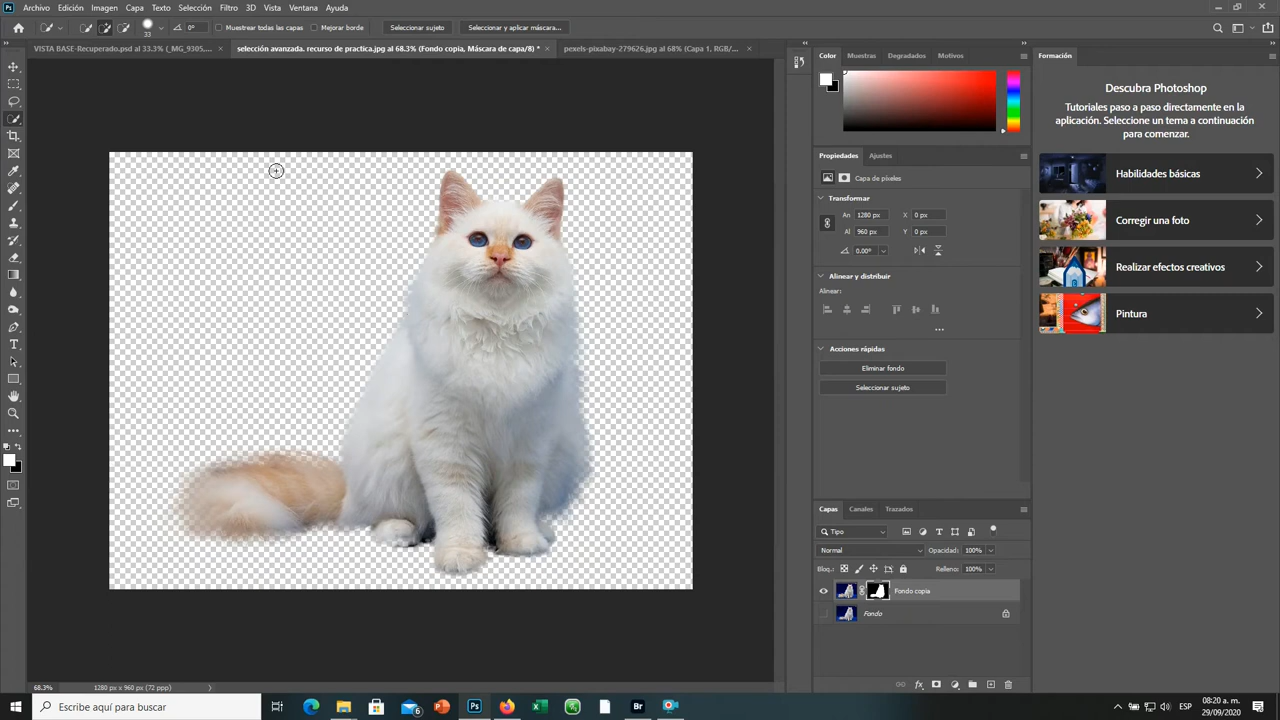 Archivo Edición Imagen Capa Texto Selección Filtro 3D Vista Ventana Ayuda
33 0° Muestrear todas las capas Mejorar borde Seleccionar sujeto Seleccionar y aplicar máscara...
VISTA BASE-Recuperado.psd al 33.3% (_MG_9305,... × selección avanzada. recurso de practica.jpg al 68.3% (Fondo copia, Máscara de capa/8) * × pexels-pixabay-279626.jpg al 68% (Capa 1, RGB/... ×
Color Muestras Degradados Motivos
Formación
Descubra Photoshop
Tutoriales paso a paso directamente en la
aplicación. Seleccione un tema a continuación
para comenzar.
Habilidades básicas
Corregir una foto
Realizar efectos creativos
Pintura
Propiedades Ajustes
Capa de píxeles
Transformar
An 1280 px X 0 px
Al 960 px Y 0 px
0.00°
Alinear y distribuir
Alinear:
Acciones rápidas
Eliminar fondo
Seleccionar sujeto
Capas Canales Trazados
Tipo
Normal Opacidad: 100%
Bloq.: Relleno: 100%
Fondo copia
Fondo
68.3% 1280 px x 960 px (72 ppp)
Escribe aquí para buscar
6
ESP
08:20 a. m.
29/09/2020